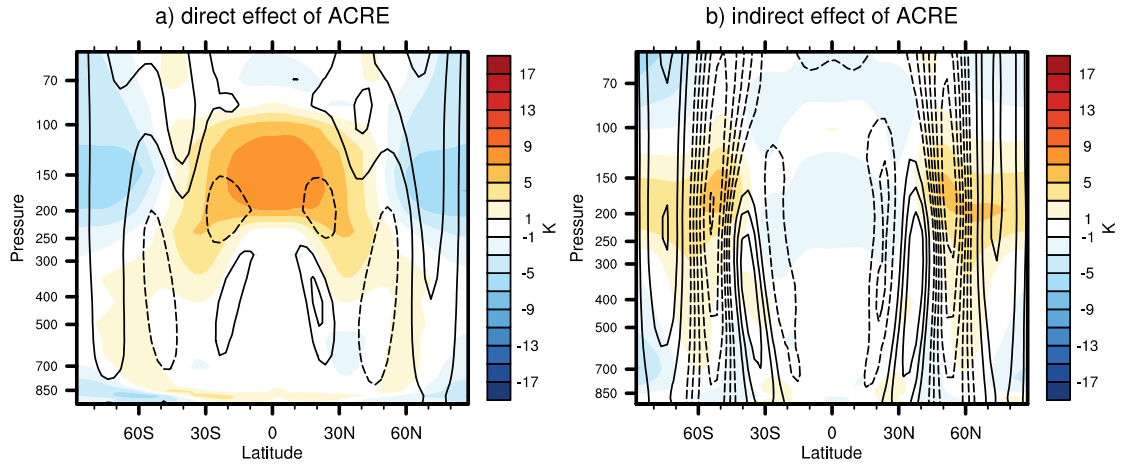 a) direct effect of ACRE
b) indirect effect of ACRE
Pressure
70
100
150
200
250
300
400
500
700
850
60S
30S
0
30N
60N
Latitude
17
13
9
5
1
-1
-5
-9
-13
-17
K
Pressure
70
100
150
200
250
300
400
500
700
850
60S
30S
0
30N
60N
Latitude
17
13
9
5
1
-1
-5
-9
-13
-17
K